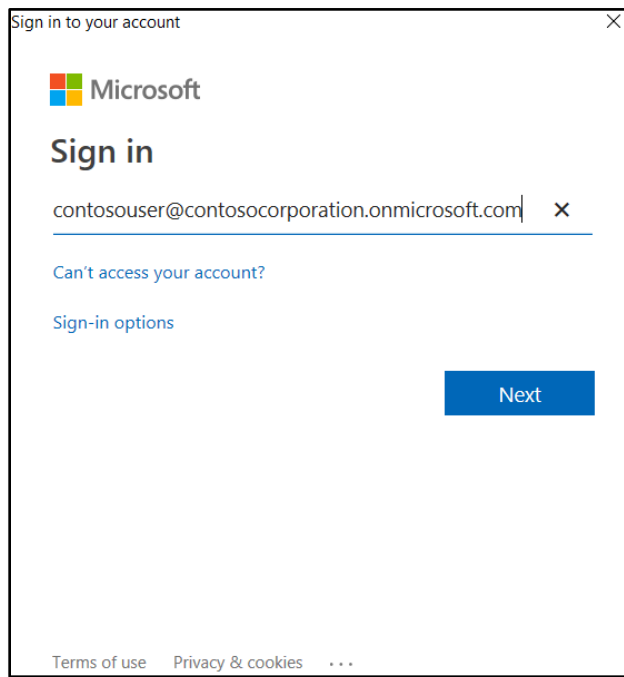 Sign in to your account
Microsoft
Sign in
contosouser@contosocorporation.onmicrosoft.com
Can't access your account?
Sign-in options
Next
Terms of use Privacy & cookies ...